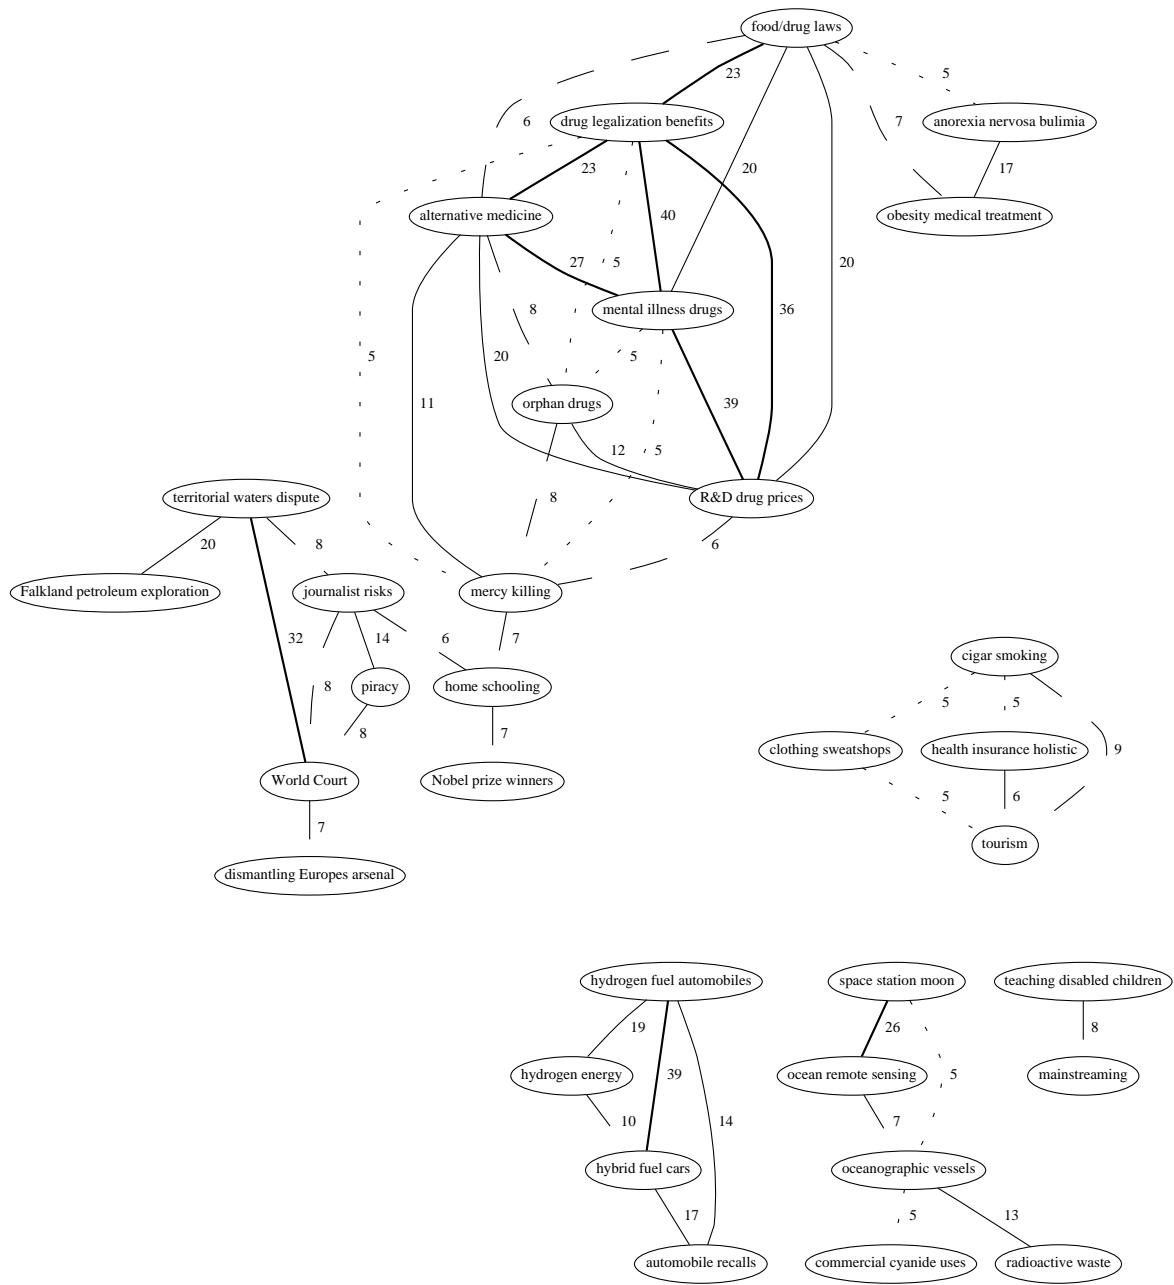 food/drug laws
23
5
6
7
drug legalization benefits
anorexia nervosa bulimia
23
20
17
alternative medicine
40
obesity medical treatment
27
5
20
8
mental illness drugs
36
5
20
5
11
orphan drugs
39
12
5
territorial waters dispute
8
R&D drug prices
20
8
6
Falkland petroleum exploration
journalist risks
mercy killing
32
14
6
7
cigar smoking
8
piracy
home schooling
5
5
8
7
clothing sweatshops
health insurance holistic
9
World Court
Nobel prize winners
5
6
7
tourism
dismantling Europes arsenal
hydrogen fuel automobiles
space station moon
teaching disabled children
19
26
8
hydrogen energy
39
ocean remote sensing
5
mainstreaming
10
14
7
hybrid fuel cars
oceanographic vessels
17
5
13
automobile recalls
commercial cyanide uses
radioactive waste